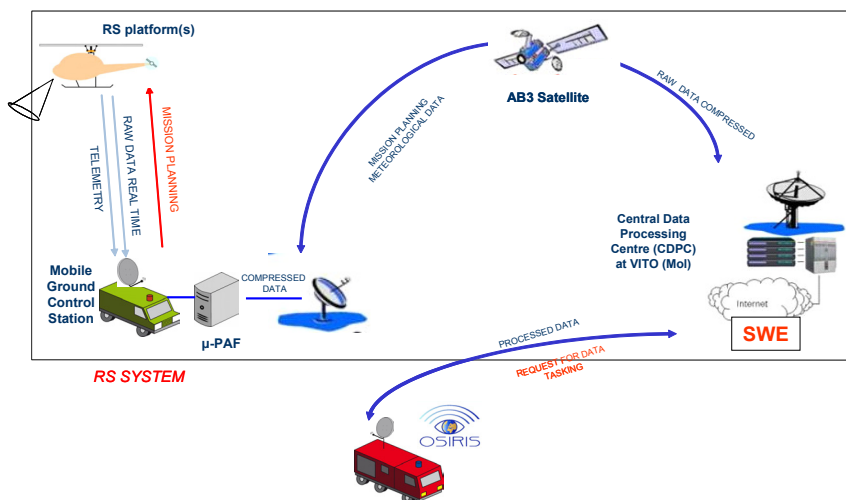 RS platform(s)
AB3 Satellite
RAW DATA COMPRESSED
MISSION PLANNING
METEOROLOGICAL DATA
MISSION PLANNING
RAW DATA REAL TIME
TELEMETRY
Central Data
Processing
Centre (CDPC)
at VITO (Mol)
Mobile
Ground
Control
Station
COMPRESSED
DATA
µ-PAF
Internet
SWE
PROCESSED DATA
REQUEST FOR DATA
TASKING
RS SYSTEM
OSIRIS